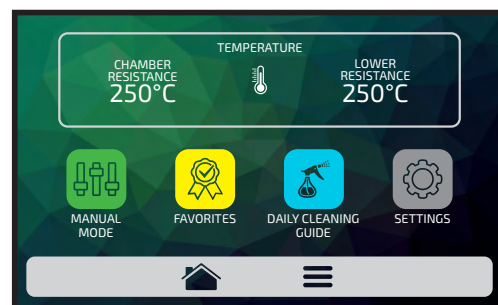 TEMPERATURE
CHAMBER
RESISTANCE
250°C
LOWER
RESISTANCE
250°C
MANUAL
MODE
FAVORITES
DAILY CLEANING
GUIDE
SETTINGS